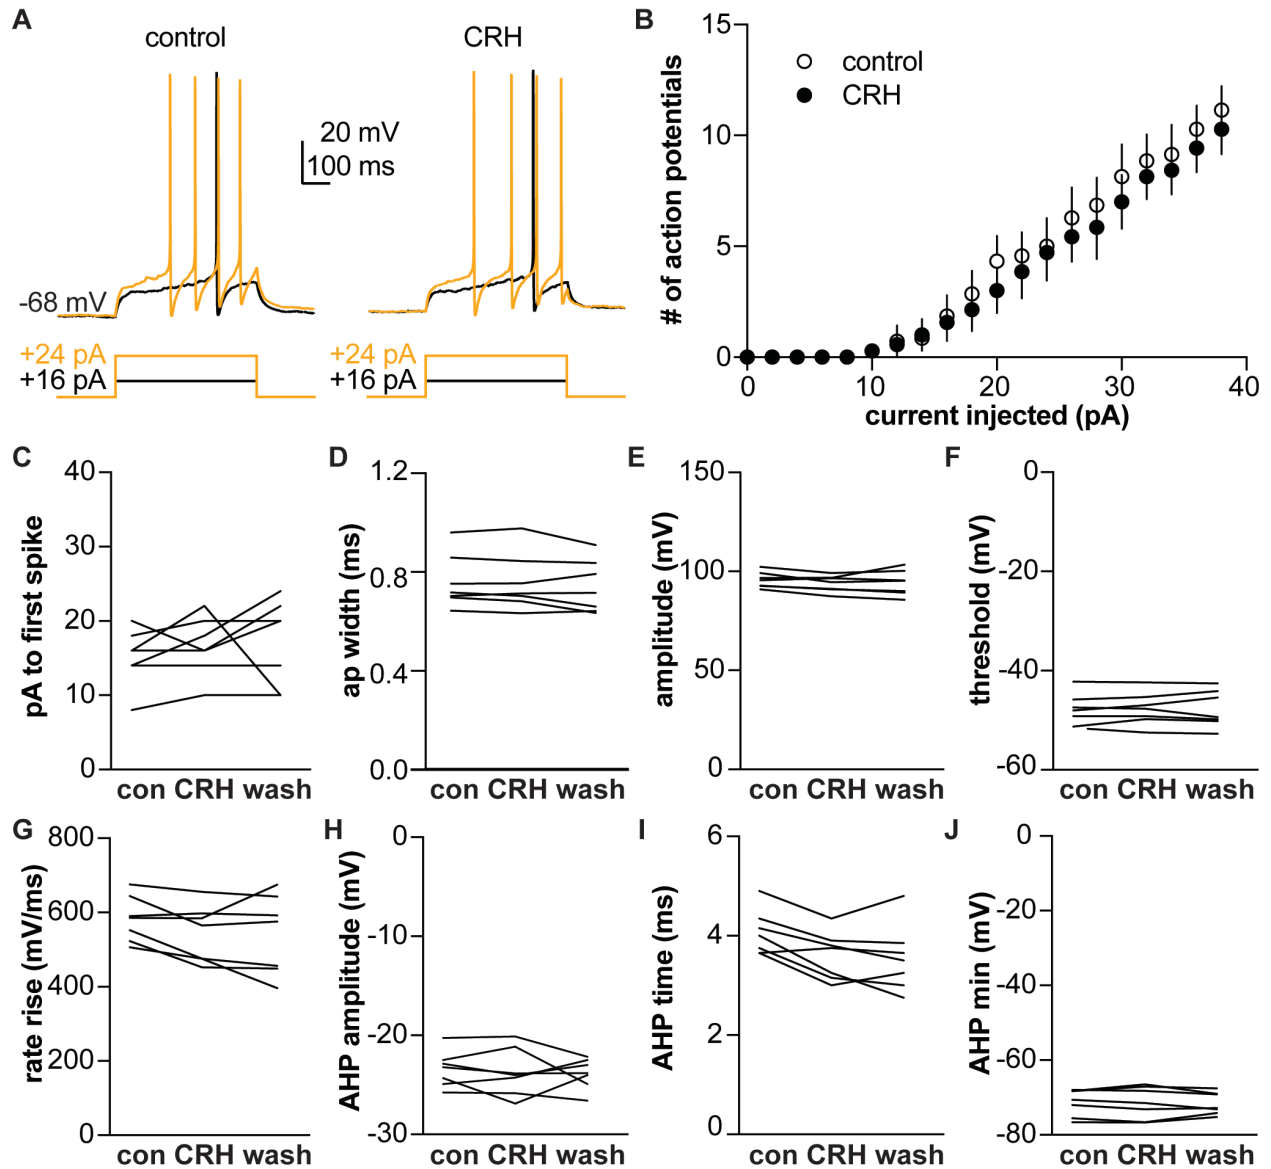 A
control
CRH
20 mV
100 ms
-68 mV
+24 pA
+16 pA
+24 pA
+16 pA
B
# of action potentials
15
10
5
0
control
CRH
0
10
20
30
40
current injected (pA)
C
pA to first spike
40
30
20
10
0
con CRH wash
D
ap width (ms)
1.2
0.8
0.4
0.0
con CRH wash
E
amplitude (mV)
150
100
50
0
con CRH wash
F
threshold (mV)
0
-20
-40
-60
con CRH wash
G
rate rise (mV/ms)
800
600
400
200
0
con CRH wash
H
AHP amplitude (mV)
0
-10
-20
-30
con CRH wash
I
AHP time (ms)
6
4
2
0
con CRH wash
J
AHP min (mV)
0
-20
-40
-60
-80
con CRH wash